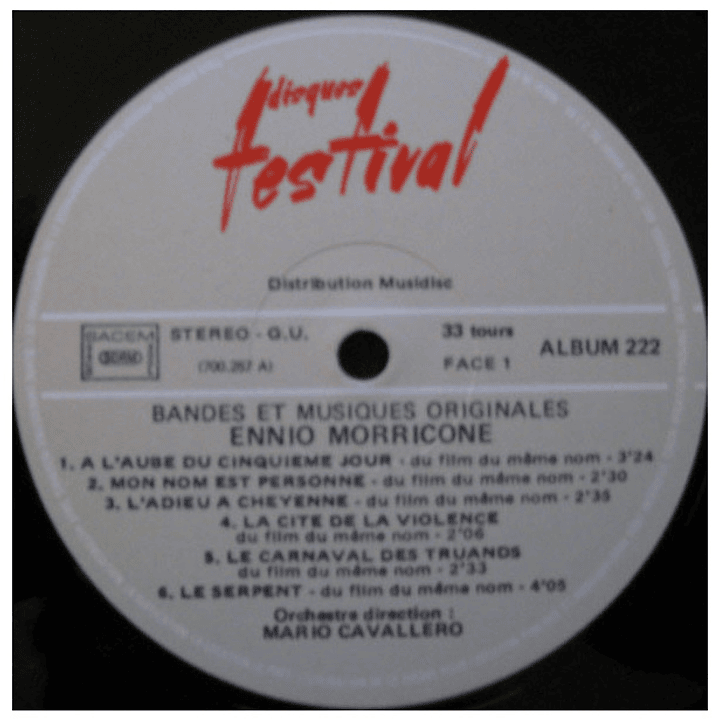 disques
festival
Distribution Musidisc
SACEM
STEREO - G.U.
33 tours
ALBUM 222
(700.267 A)
FACE 1
BANDES ET MUSIQUES ORIGINALES
ENNIO MORRICONE
1. A L'AUBE DU CINQUIEME JOUR - du film du même nom - 3'24
2. MON NOM EST PERSONNE - du film du même nom - 2'30
3. L'ADIEU A CHEYENNE - du film du même nom - 2'35
4. LA CITE DE LA VIOLENCE
du film du même nom - 2'06
5. LE CARNAVAL DES TRUANDS
du film du même nom - 2'33
6. LE SERPENT - du film du même nom - 4'05
Orchestre direction :
MARIO CAVALLERO